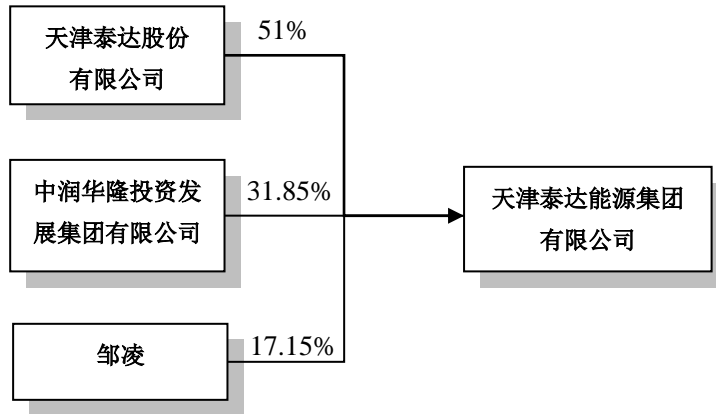 天津泰达股份
有限公司
51%
中润华隆投资发
展集团有限公司
31.85%
天津泰达能源集团
有限公司
邹凌
17.15%